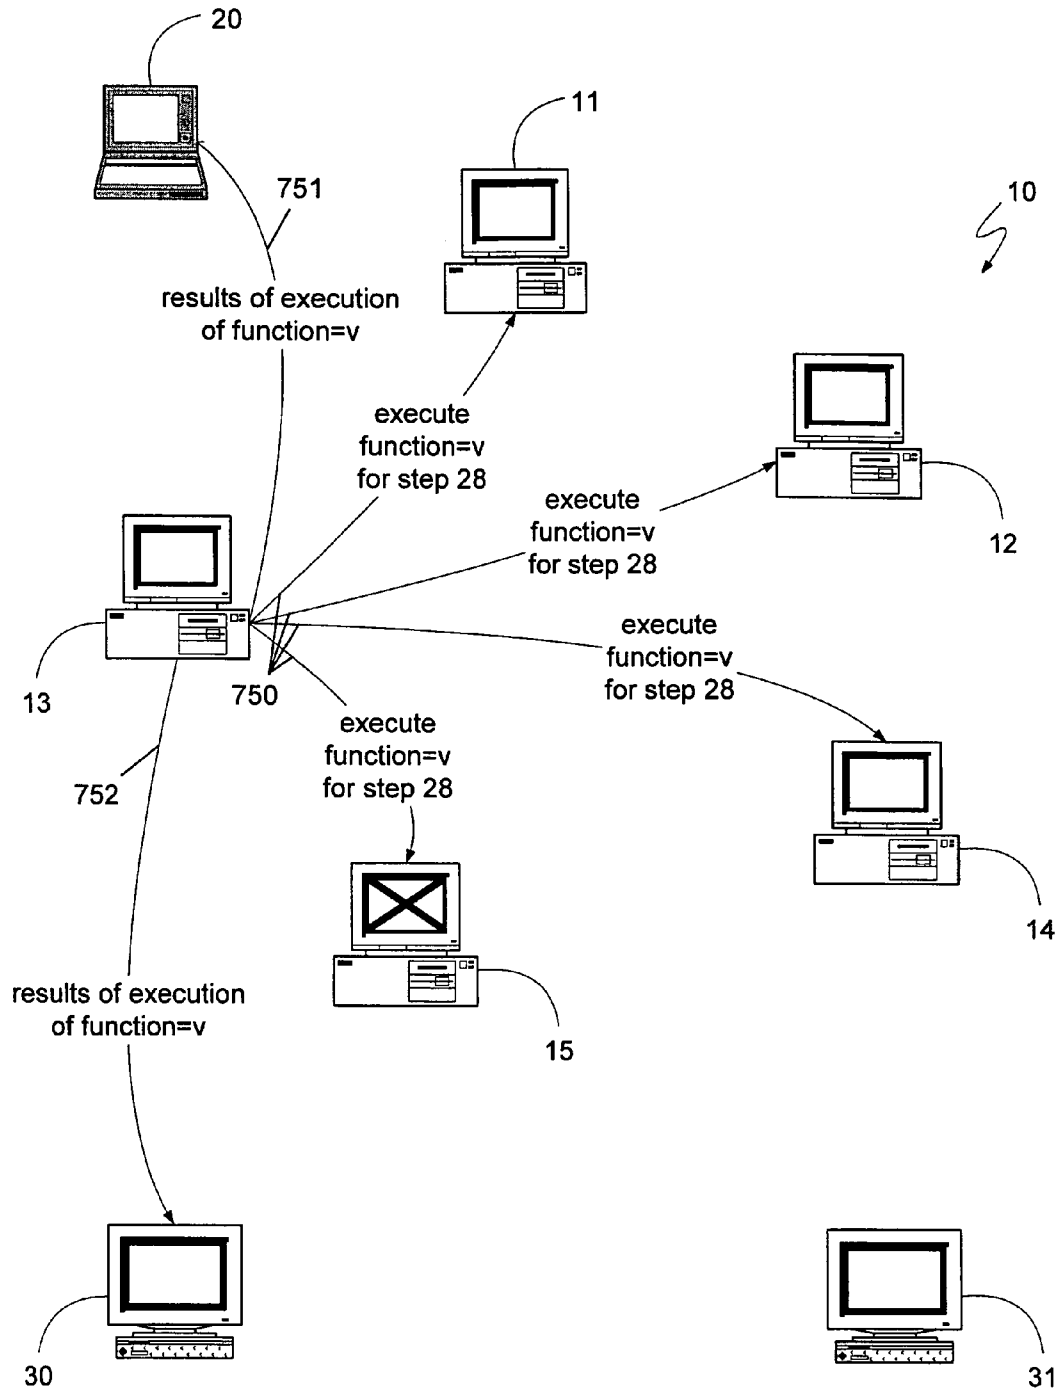 20
11
10
751
results of execution
of function=v
execute
function=v
for step 28
execute
function=v
for step 28
12
execute
function=v
for step 28
13
750
execute
function=v
for step 28
752
14
results of execution
of function=v
15
30
31